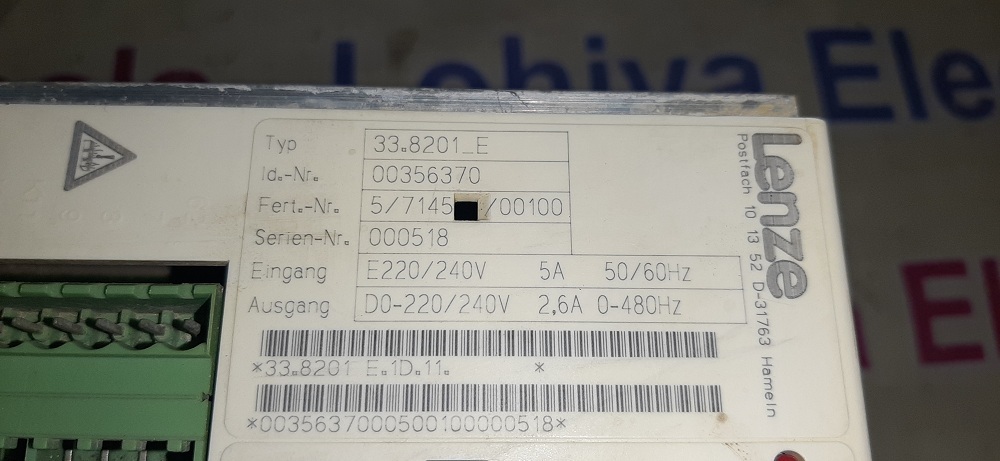 Lohiya Ele
Typ 33.8201_E
Id.-Nr. 00356370
Fert.-Nr. 5/7145 /00100
Serien-Nr. 000518
Eingang E220/240V 5A 50/60Hz
Ausgang D0-220/240V 2,6A 0-480Hz
*33.8201 E.1D.11. *
*00356370005001000000518*
Lenze
Postfach 10 13 52 D-31763 Hameln